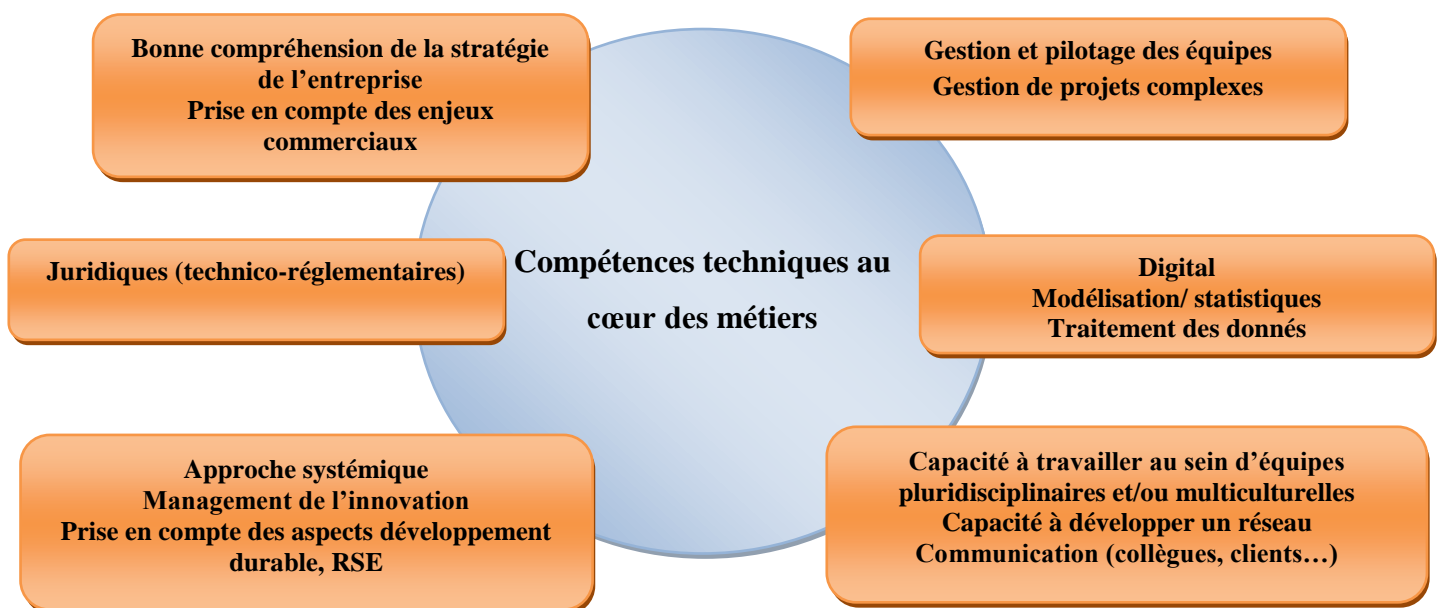 Bonne compréhension de la stratégie
de l’entreprise
Prise en compte des enjeux
commerciaux
Gestion et pilotage des équipes
Gestion de projets complexes
Juridiques (technico-réglementaires)
Compétences techniques au
cœur des métiers
Digital
Modélisation/ statistiques
Traitement des donnés
Approche systémique
Management de l’innovation
Prise en compte des aspects développement
durable, RSE
Capacité à travailler au sein d’équipes
pluridisciplinaires et/ou multiculturelles
Capacité à développer un réseau
Communication (collègues, clients…)